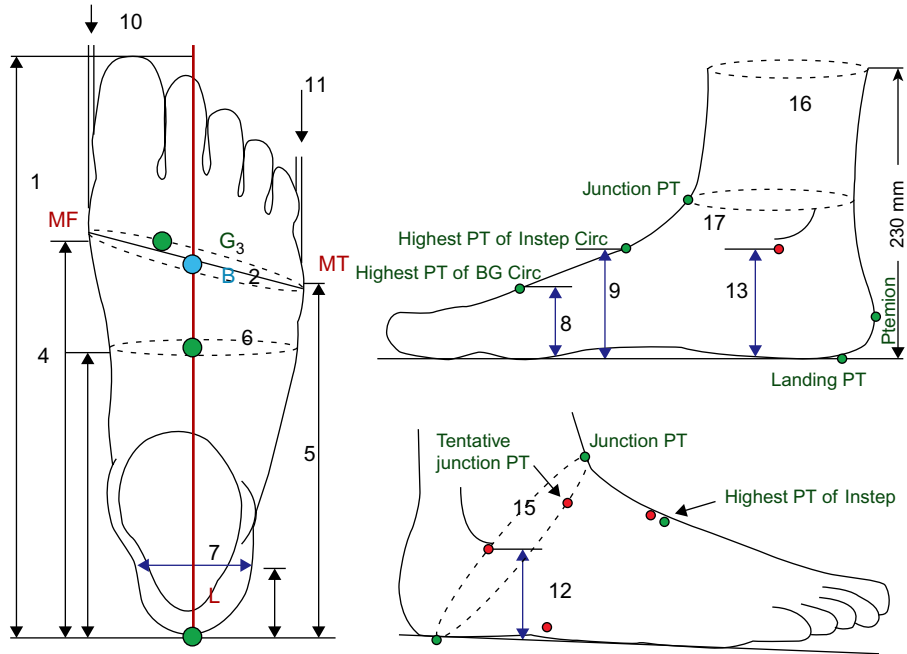 10
11
1
MF
G3
B
2
MT
4
6
5
7
L
16
Junction PT
17
Highest PT of Instep Circ
Highest PT of BG Circ
9
13
8
230 mm
Ptemion
Landing PT
Tentative
junction PT
Junction PT
15
Highest PT of Instep
12